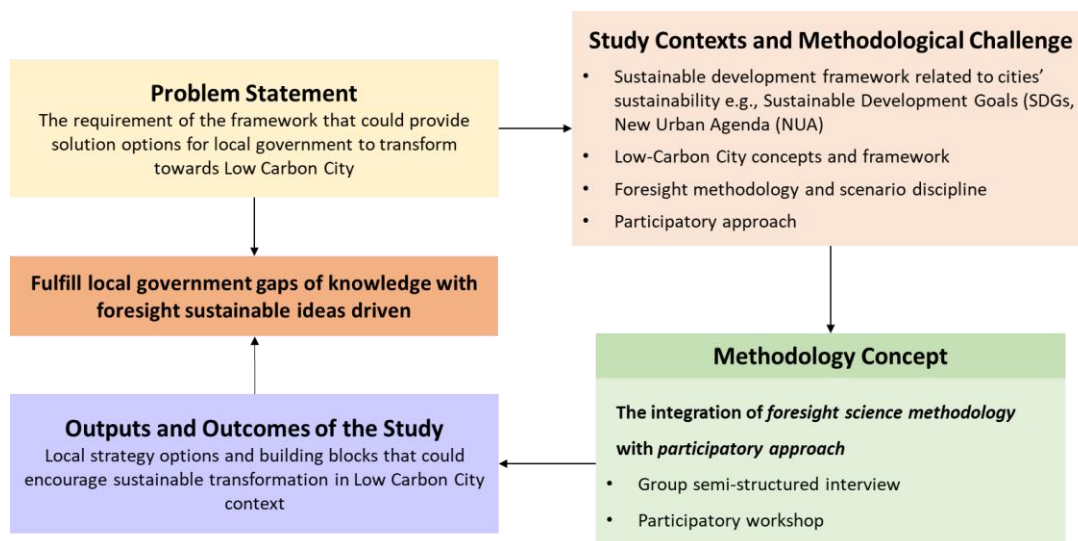 Problem Statement
The requirement of the framework that could provide
solution options for local government to transform
towards Low Carbon City
Study Contexts and Methodological Challenge
• Sustainable development framework related to cities'
sustainability e.g., Sustainable Development Goals (SDGs,
New Urban Agenda (NUA)
• Low-Carbon City concepts and framework
• Foresight methodology and scenario discipline
• Participatory approach
Fulfill local government gaps of knowledge with
foresight sustainable ideas driven
Methodology Concept
The integration of foresight science methodology
with participatory approach
• Group semi-structured interview
• Participatory workshop
Outputs and Outcomes of the Study
Local strategy options and building blocks that could
encourage sustainable transformation in Low Carbon City
context